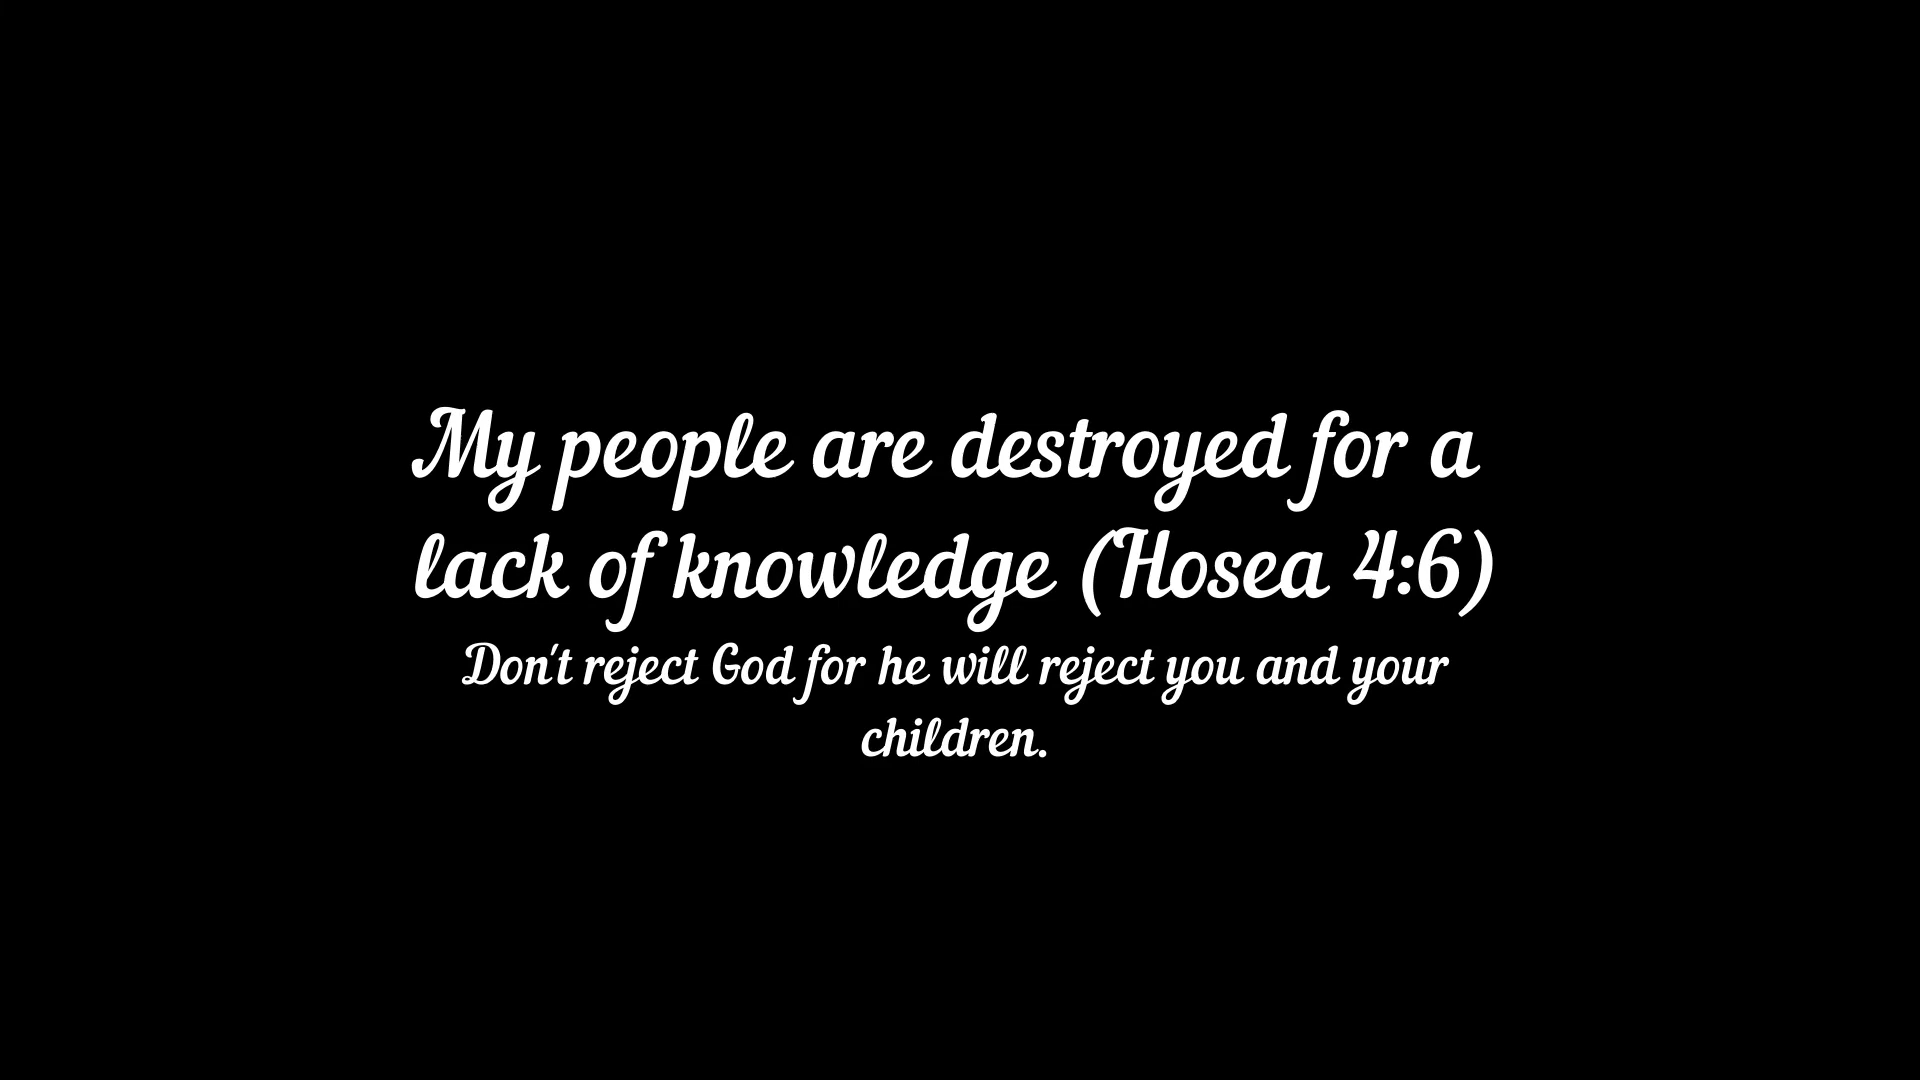 My people are destroyed for a
lack of knowledge (Hosea 4:6)
Don't reject God for he will reject you and your
children.